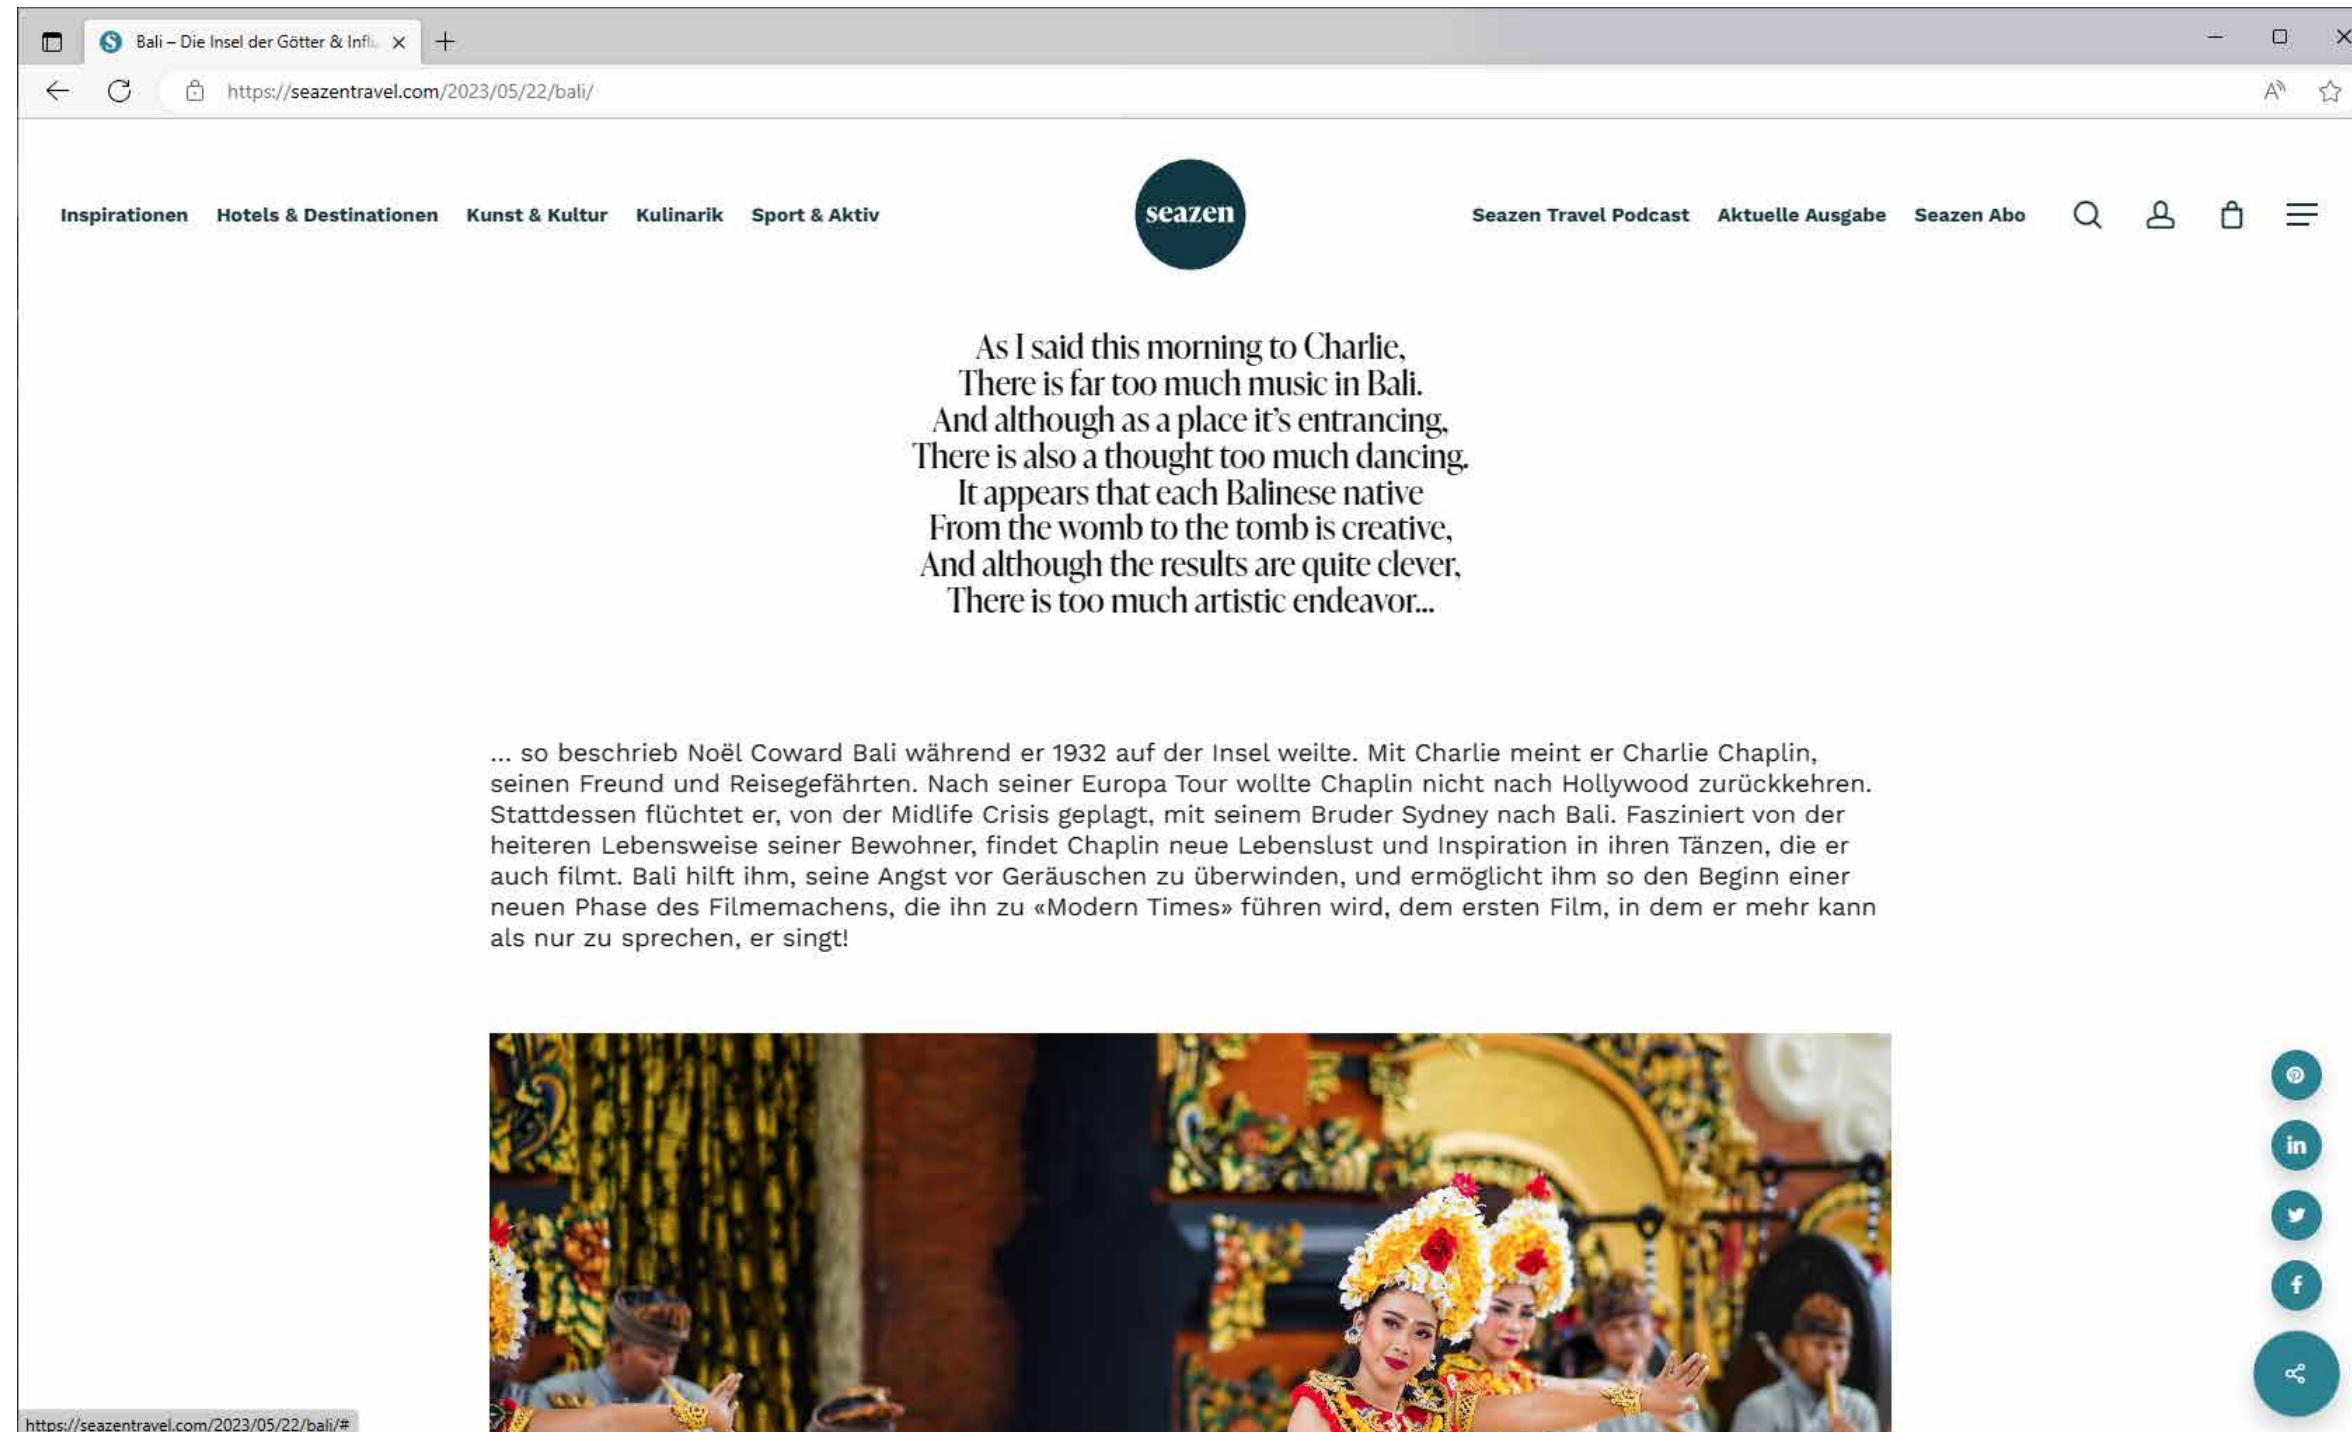 Bali – Die Insel der Götter & Influ
https://seazentravel.com/2023/05/22/bali/
Inspirationen Hotels & Destinationen Kunst & Kultur Kulinarik Sport & Aktiv seazen Seazen Travel Podcast Aktuelle Ausgabe Seazen Abo
As I said this morning to Charlie,
There is far too much music in Bali.
And although as a place it’s entrancing,
There is also a thought too much dancing.
It appears that each Balinese native
From the womb to the tomb is creative,
And although the results are quite clever,
There is too much artistic endeavor...
... so beschrieb Noël Coward Bali während er 1932 auf der Insel weilte. Mit Charlie meint er Charlie Chaplin,
seinen Freund und Reisegefährten. Nach seiner Europa Tour wollte Chaplin nicht nach Hollywood zurückkehren.
Stattdessen flüchtet er, von der Midlife Crisis geplagt, mit seinem Bruder Sydney nach Bali. Fasziniert von der
heiteren Lebensweise seiner Bewohner, findet Chaplin neue Lebenslust und Inspiration in ihren Tänzen, die er
auch filmt. Bali hilft ihm, seine Angst vor Geräuschen zu überwinden, und ermöglicht ihm so den Beginn einer
neuen Phase des Filmemachens, die ihn zu «Modern Times» führen wird, dem ersten Film, in dem er mehr kann
als nur zu sprechen, er singt!
https://seazentravel.com/2023/05/22/bali/#